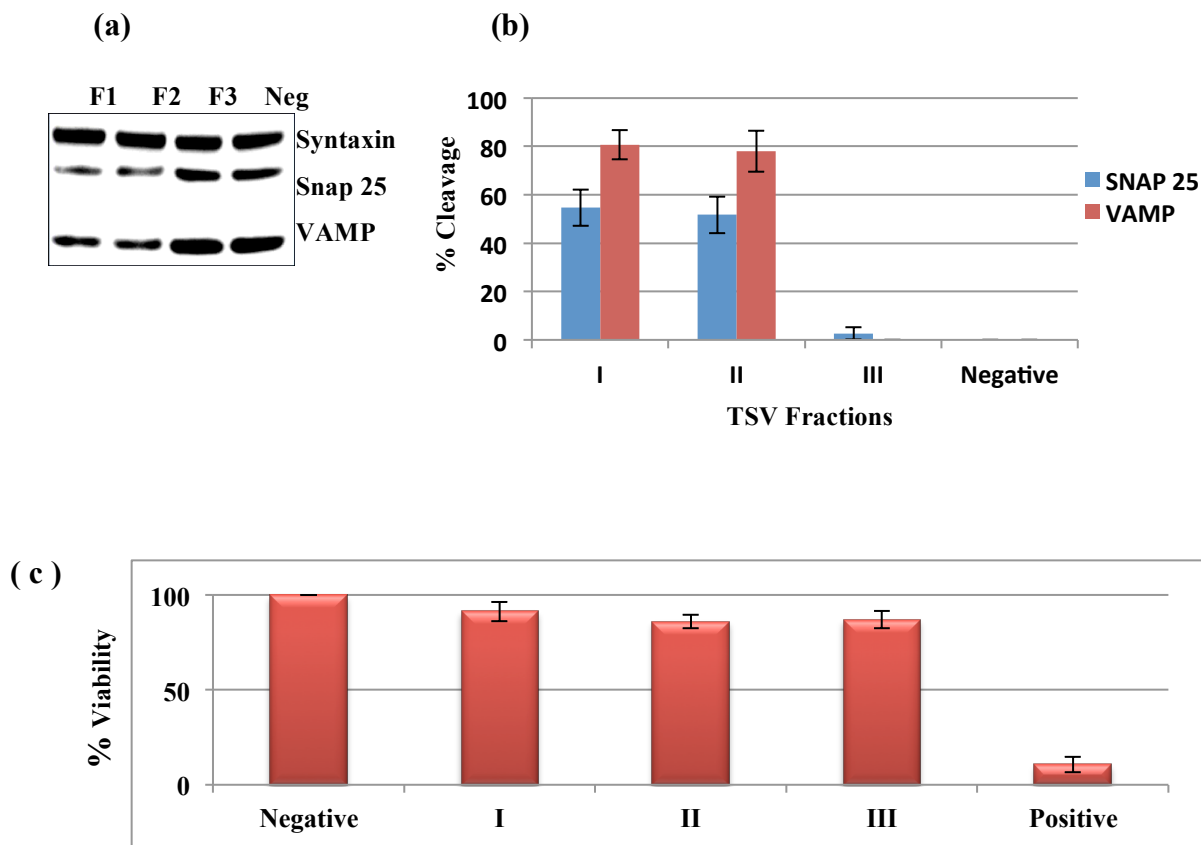 (a)
F1 F2 F3 Neg
Syntaxin
Snap 25
VAMP
(b)
% Cleavage
100
80
60
40
20
0
I II III Negative
TSV Fractions
SNAP 25
VAMP
( c )
% Viability
100
50
0
Negative I II III Positive